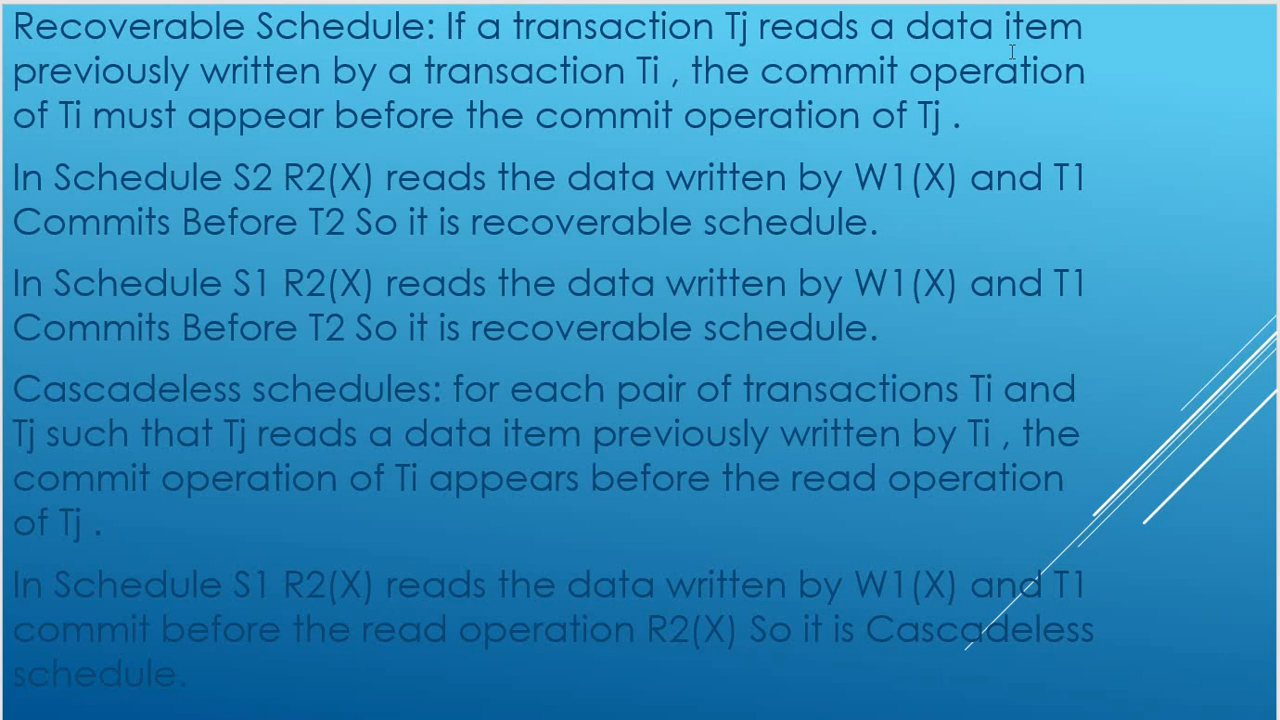 Recoverable Schedule: If a transaction Tj reads a data item
previously written by a transaction Ti , the commit operation
of Ti must appear before the commit operation of Tj .
In Schedule S2 R2(X) reads the data written by W1(X) and T1
Commits Before T2 So it is recoverable schedule.
In Schedule S1 R2(X) reads the data written by W1(X) and T1
Commits Before T2 So it is recoverable schedule.
Cascadeless schedules: for each pair of transactions Ti and
Tj such that Tj reads a data item previously written by Ti , the
commit operation of Ti appears before the read operation
of Tj .
In Schedule S1 R2(X) reads the data written by W1(X) and T1
commit before the read operation R2(X) So it is Cascadeless
schedule.